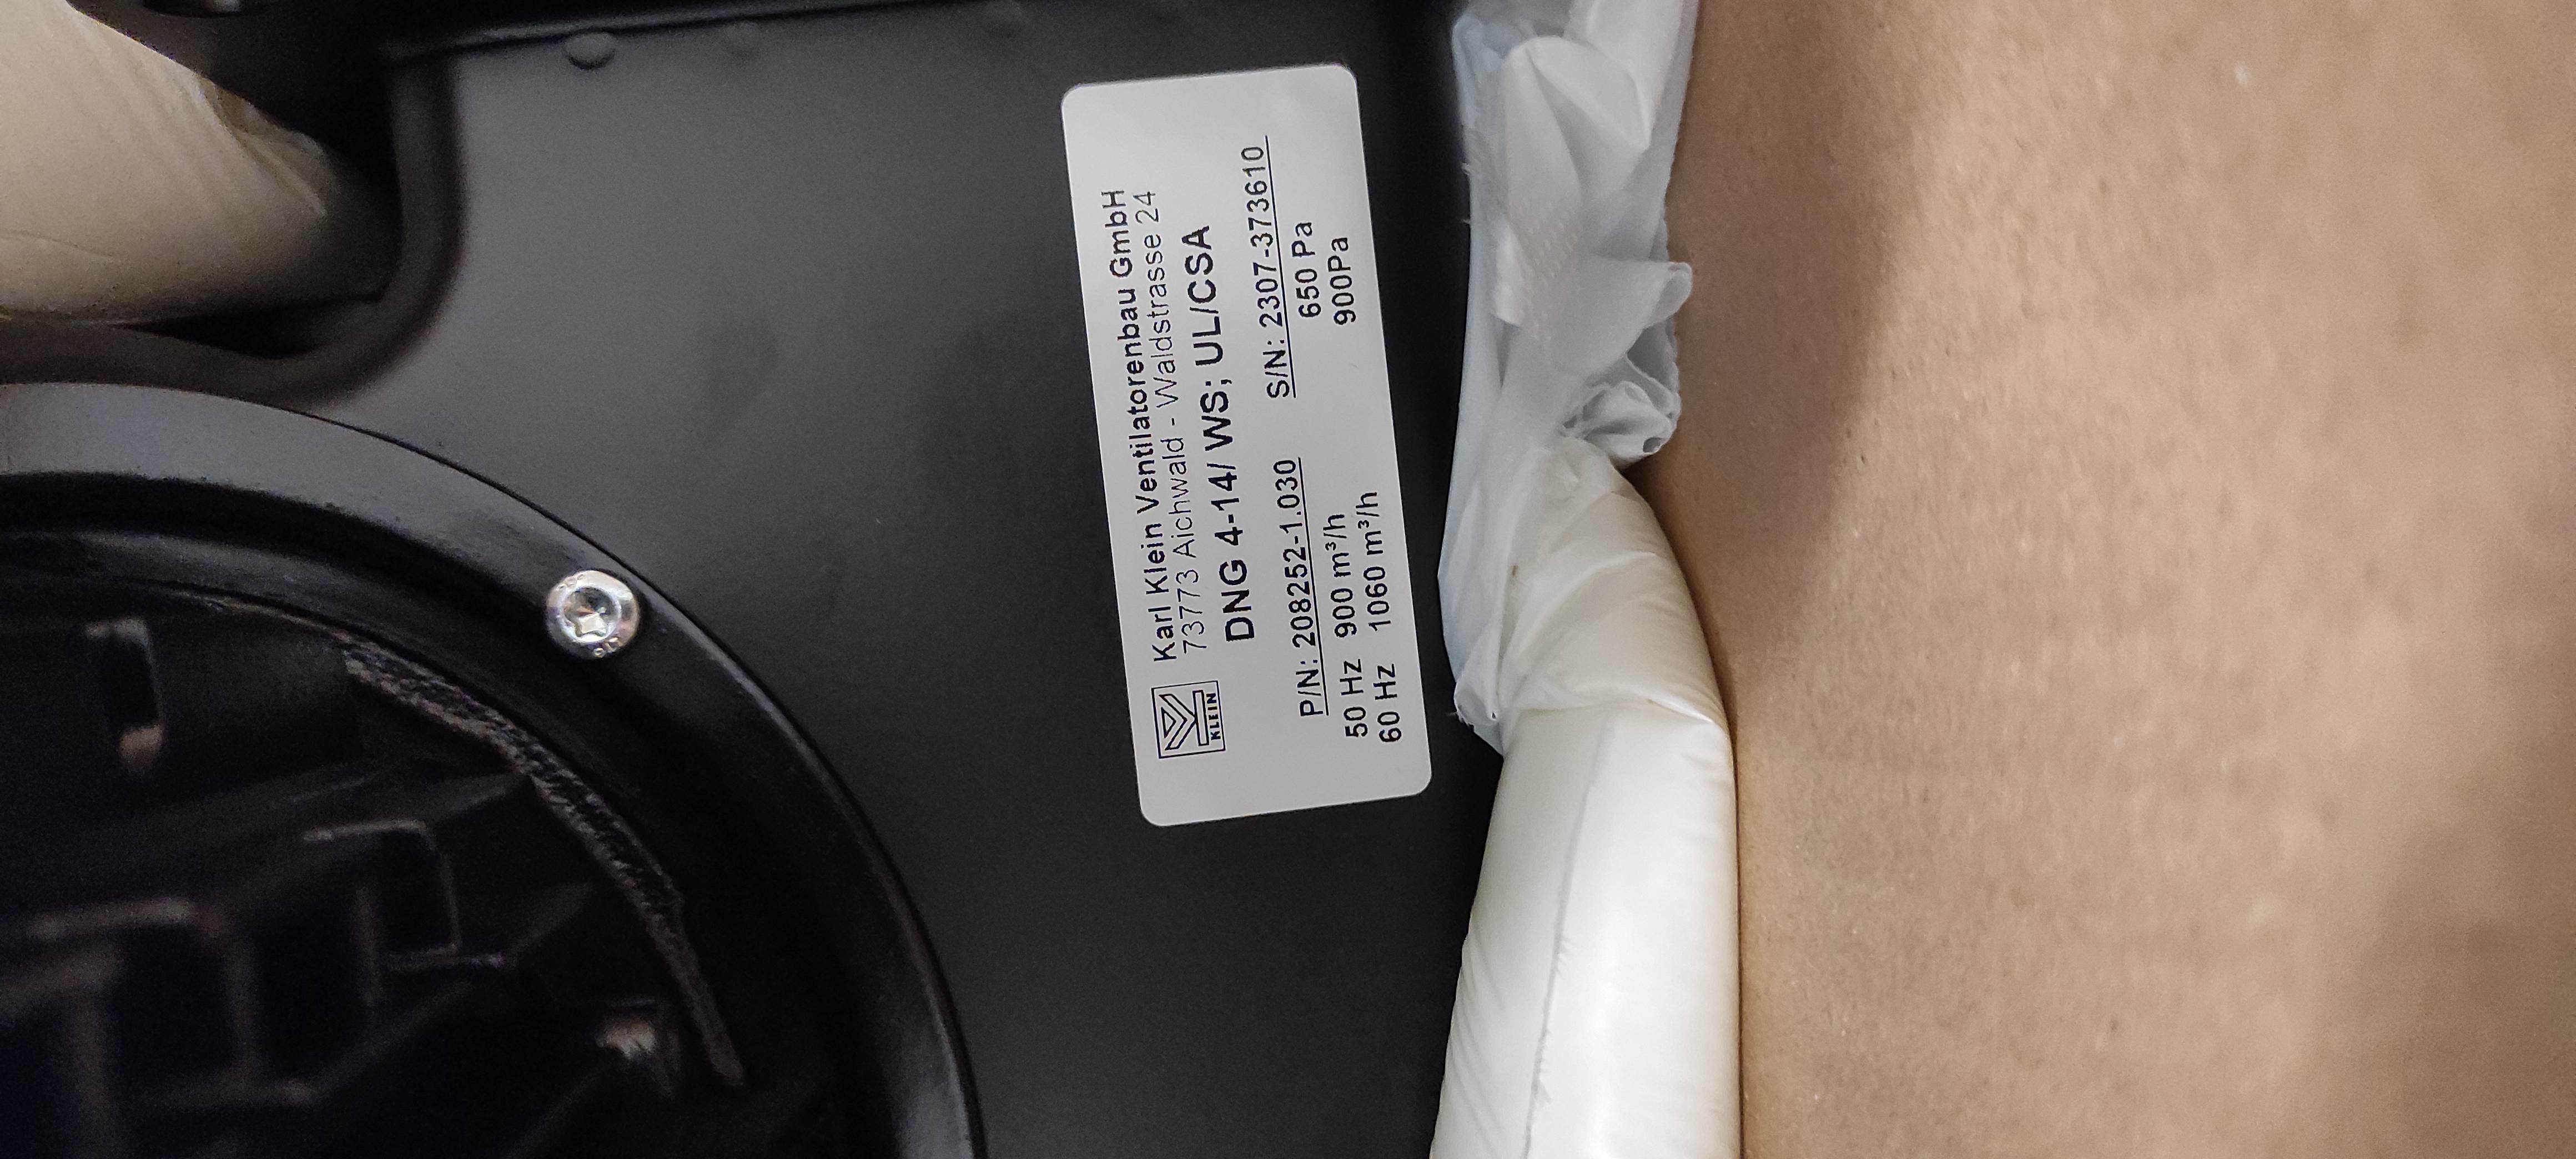 KLEIN
Karl Klein Ventilatorenbau GmbH
73773 Aichwald - Waldstrasse 24
DNG 4-14/ WS; UL/CSA
P/N: 208252-1.030 S/N: 2307-373610
50 Hz 900 m³/h 650 Pa
60 Hz 1060 m³/h 900Pa